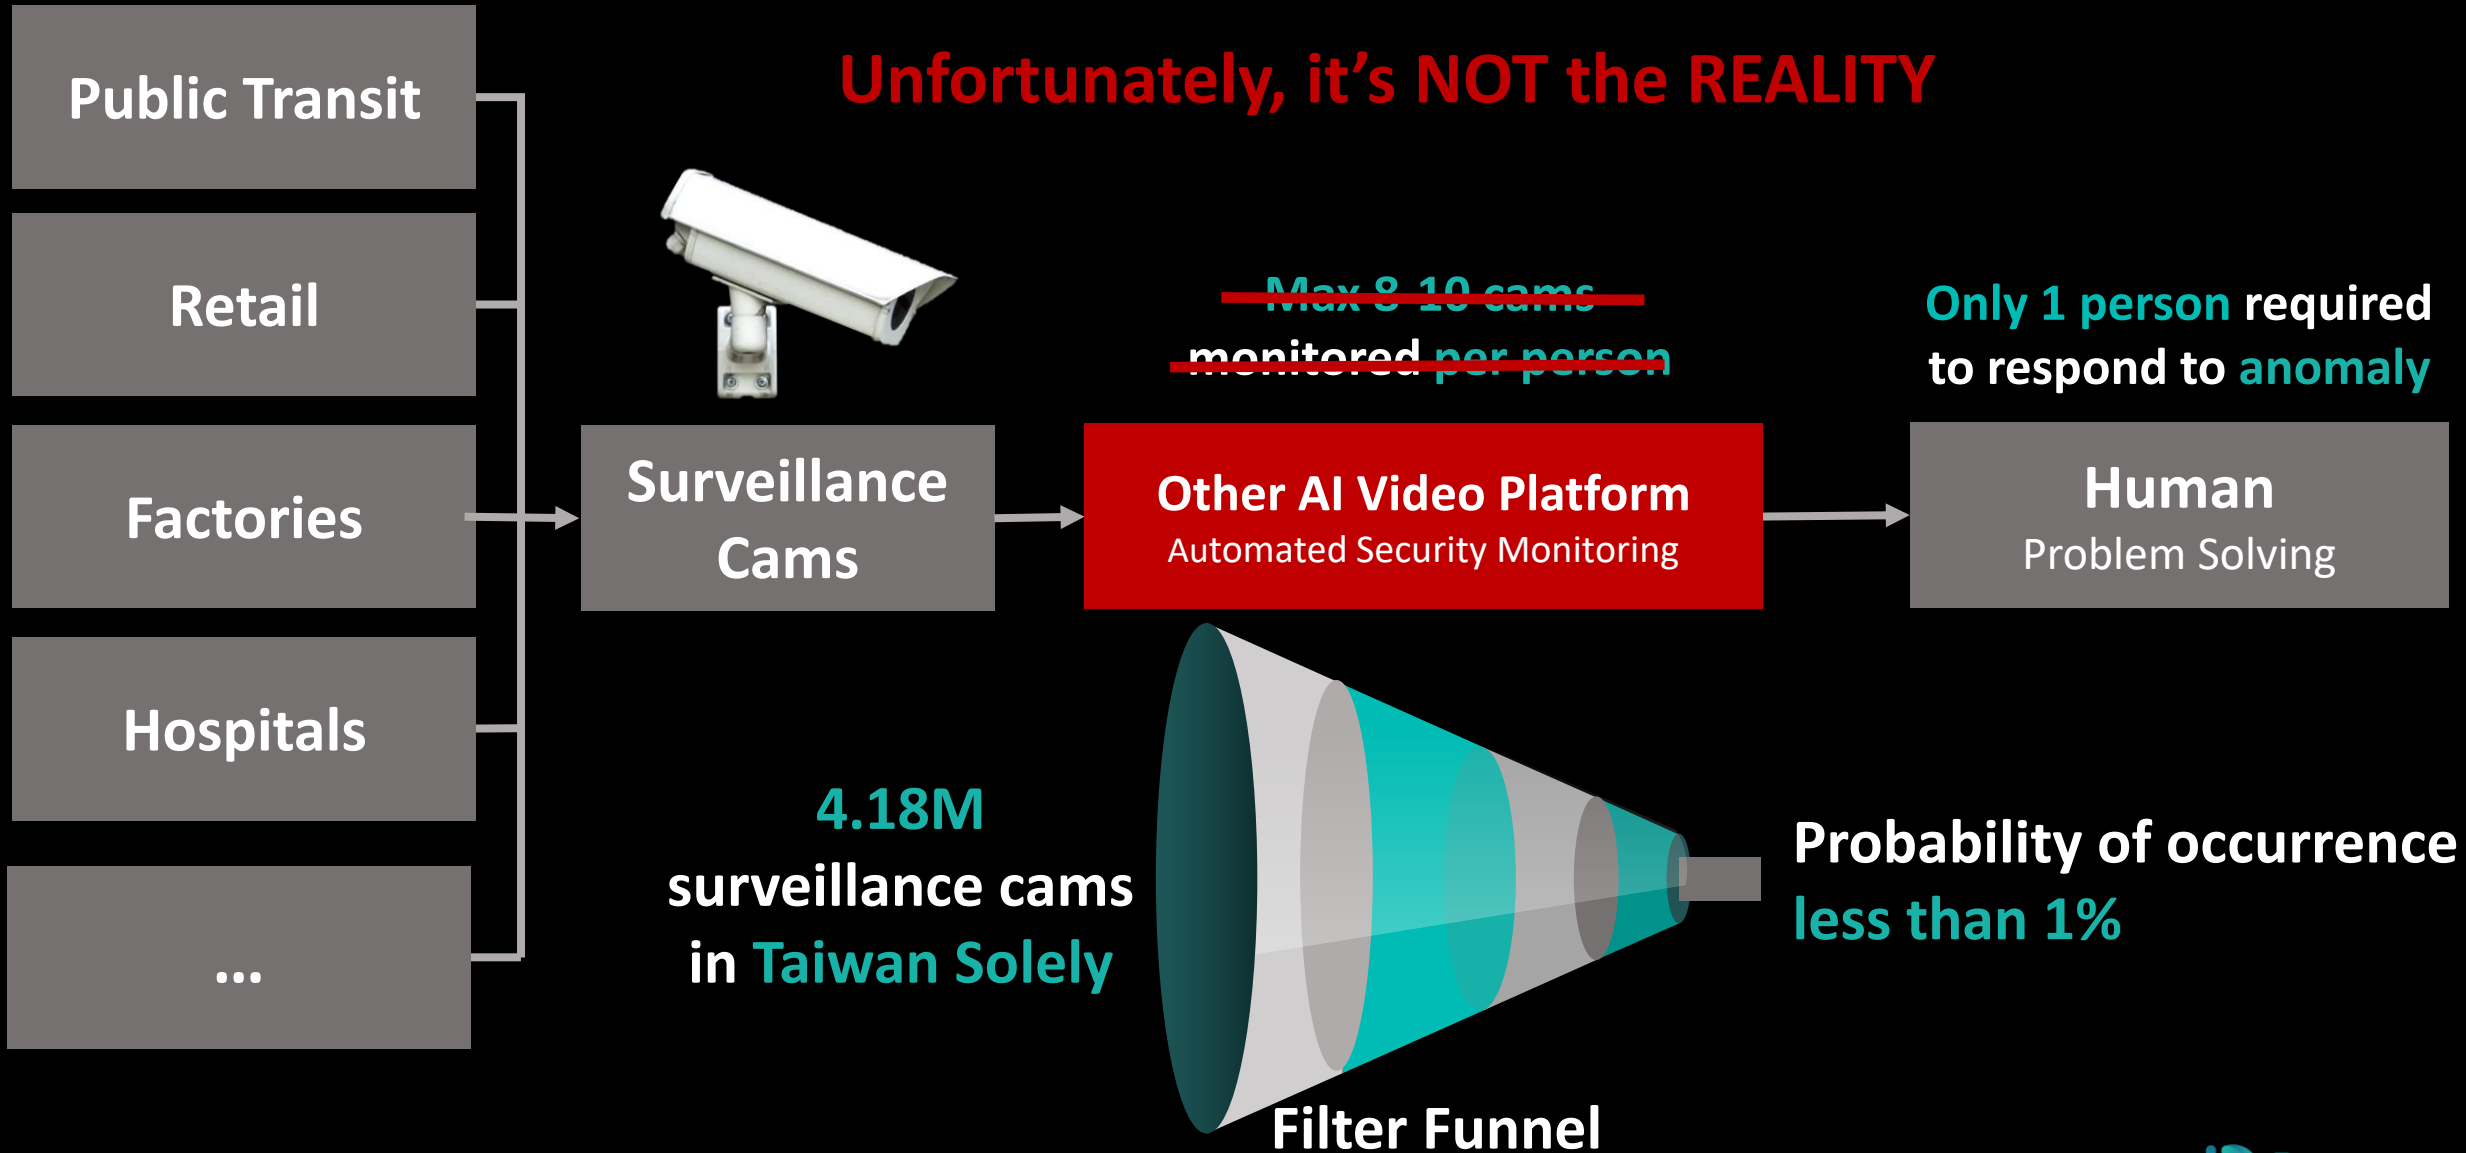 Unfortunately, it's NOT the REALITY
Public Transit
Retail
Factories
Hospitals
...
Surveillance
Cams
Max 8-10 cams
monitored per person
Other AI Video Platform
Automated Security Monitoring
Only 1 person required
to respond to anomaly
Human
Problem Solving
4.18M
surveillance cams
in Taiwan Solely
Filter Funnel
Probability of occurrence
less than 1%